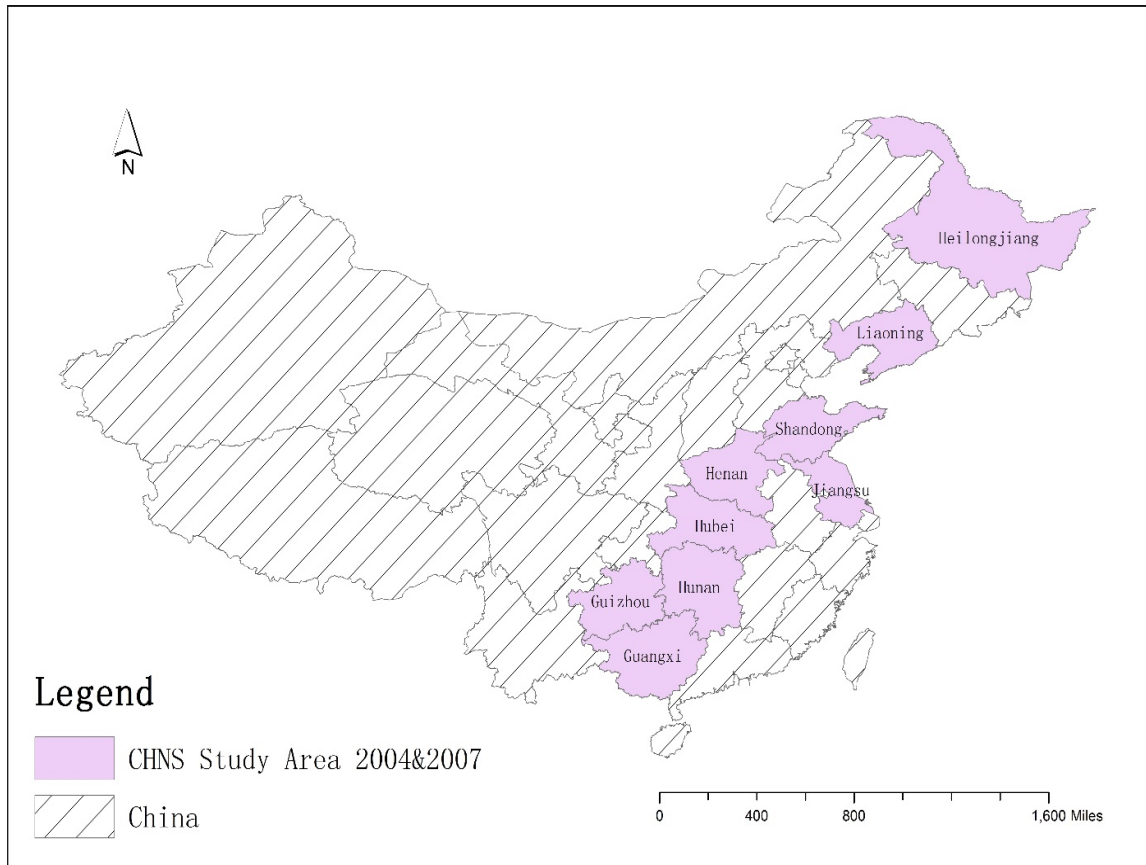 N
Heilongjiang
Liaoning
Shandong
Henan
Jiangsu
Hubei
Hunan
Guizhou
Guangxi
Legend
CHNS Study Area 2004&2007
China
0 400 800 1,600 Miles